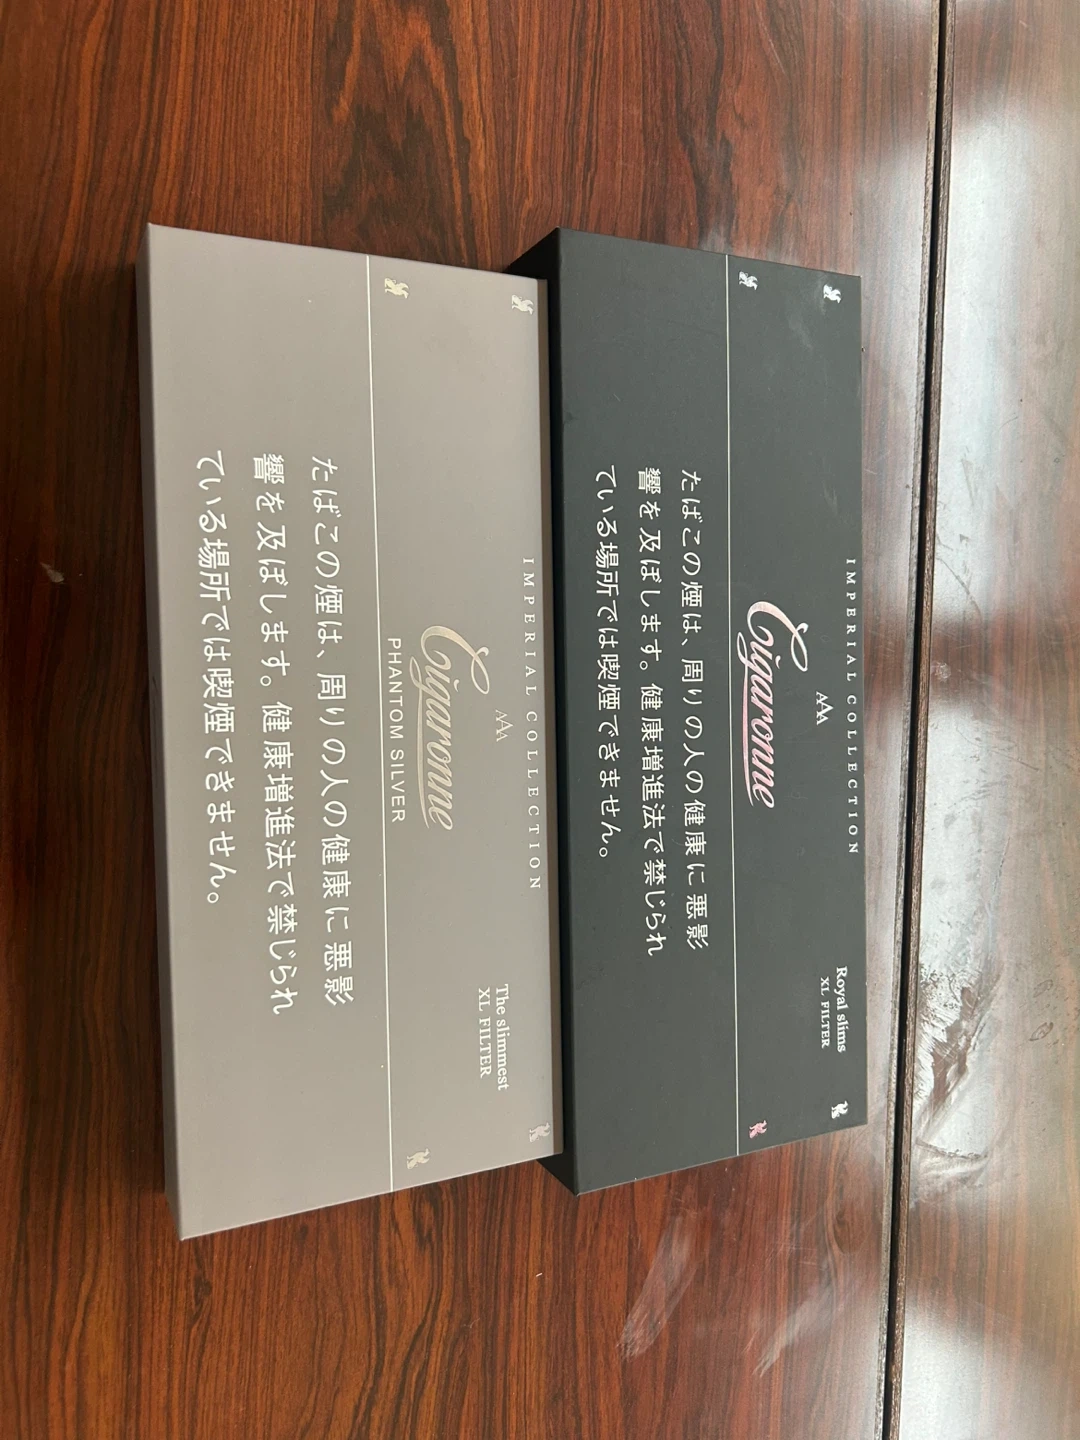 IMPERIAL COLLECTION
AAA
Cigaronne
Royal slims
XL FILTER
たばこの煙は、周りの人の健康に悪影
響を及ぼします。健康増進法で禁じられ
ている場所では喫煙できません。
IMPERIAL COLLECTION
AAA
Cigaronne
PHANTOM SILVER
The slimmest
XL FILTER
たばこの煙は、周りの人の健康に悪影
響を及ぼします。健康増進法で禁じられ
ている場所では喫煙できません。